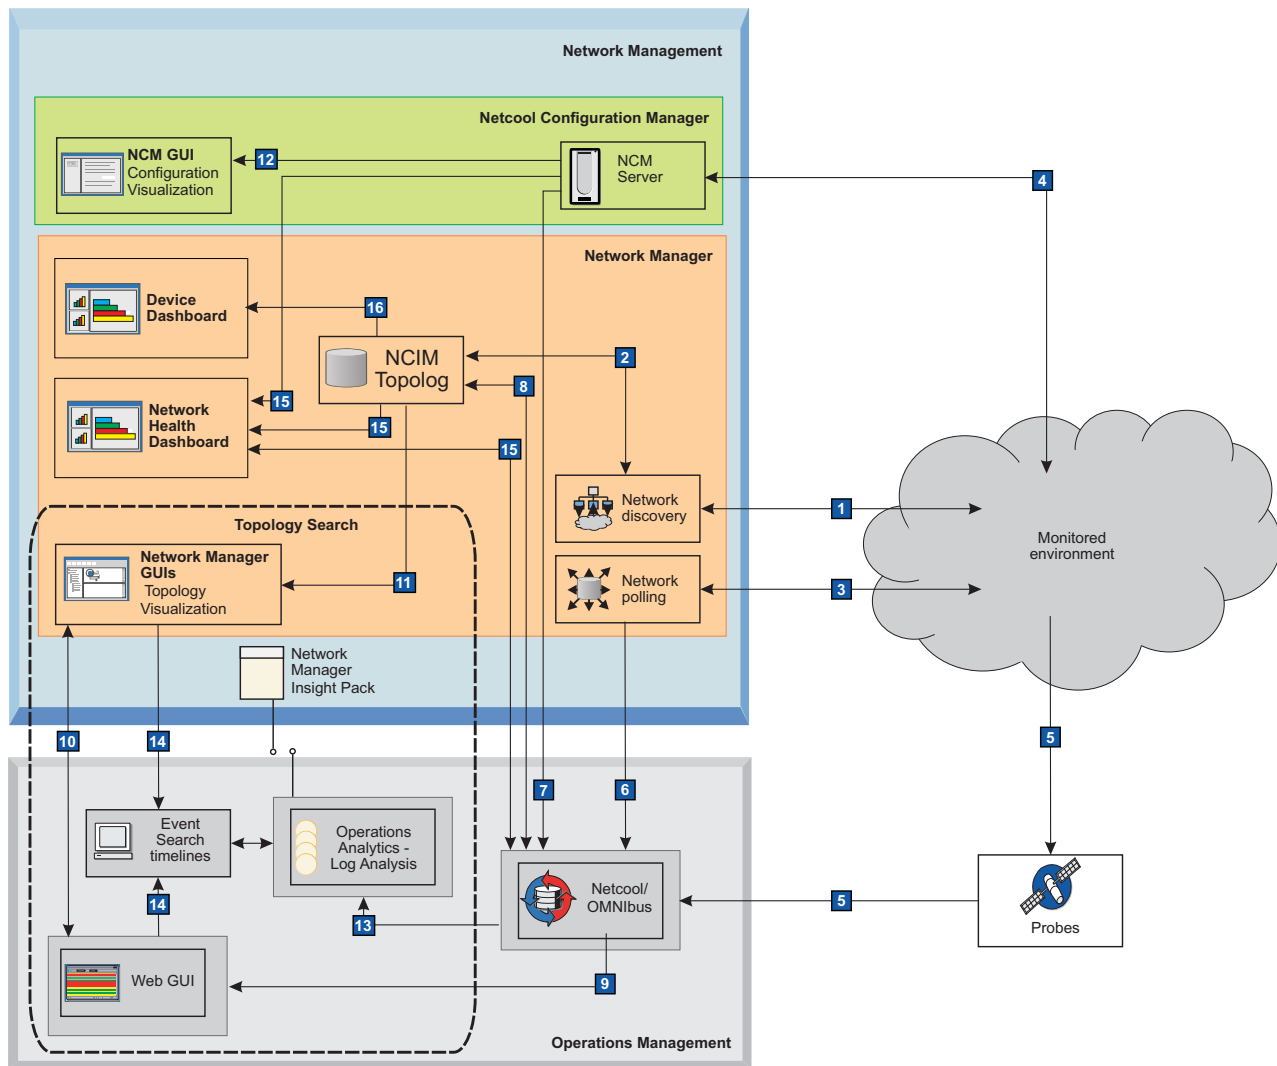 Network Management
Netcool Configuration Manager
NCM GUI
Configuration
Visualization
12
NCM
Server
4
Network Manager
Device
Dashboard
16
NCIM
Topolog
2
8
Network
Health
Dashboard
15
15
15
Network
discovery
1
Monitored
environment
Topology Search
Network Manager
GUIs
Topology
Visualization
11
Network
polling
3
Network
Manager
Insight Pack
10
14
5
7
6
Event
Search
timelines
Operations
Analytics -
Log Analysis
14
13
Netcool/
OMNIbus
5
Probes
Web GUI
9
Operations Management